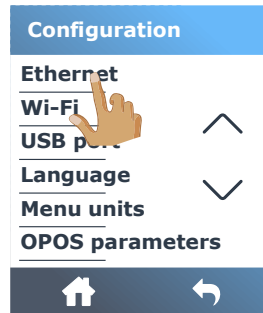 Configuration
Ethernet
Wi-Fi
USB port
Language
Menu units
OPOS parameters